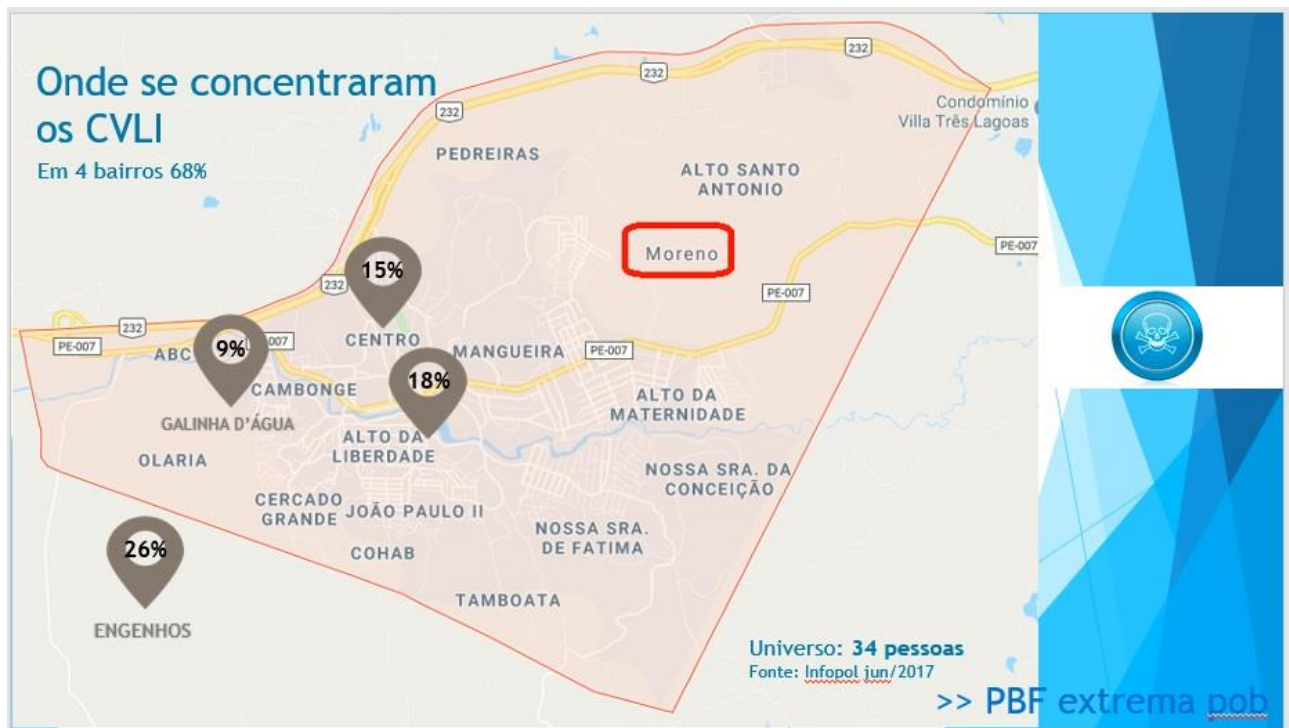 Onde se concentraram
os CVLI
Em 4 bairros 68%
232
232
232
232
232
Condomínio
Villa Três Lagoas
PEDREIRAS
ALTO SANTO
ANTONIO
Moreno
PE-007
PE-007
15%
PE-007
ABC
9%
CENTRO
MANGUEIRA
PE-007
18%
CAMBONGE
GALINHA D'ÁGUA
ALTO DA
MATERNIDADE
ALTO DA
LIBERDADE
OLARIA
NOSSA SRA. DA
CONCEIÇÃO
CERCADO
GRANDE
JOÃO PAULO II
NOSSA SRA.
DE FATIMA
COHAB
26%
TAMBOATA
ENGENHOS
Universo: 34 pessoas
Fonte: Infopol jun/2017
>> PBF extrema pob